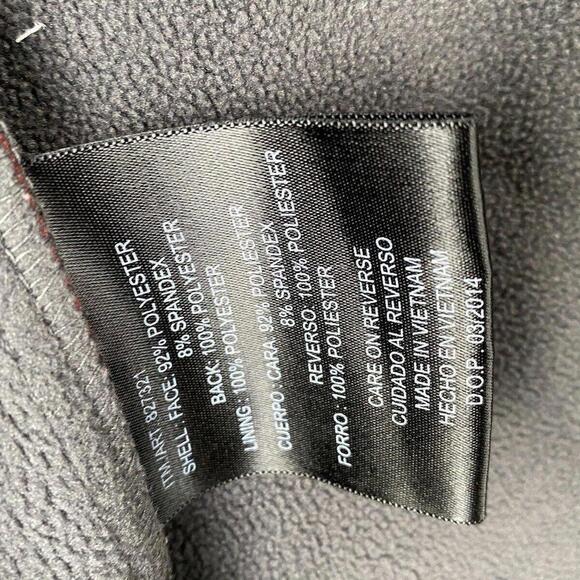 ITM./ART. 827321
SHELL : FACE: 92% POLYESTER
8% SPANDEX
BACK: 100% POLYESTER
LINING : 100% POLYESTER
CUERPO : CARA: 92% POLIESTER
8% SPANDEX
REVERSO: 100% POLIESTER
FORRO : 100% POLIESTER
CARE ON REVERSE
CUIDADO AL REVERSO
MADE IN VIETNAM
HECHO EN VIETNAM
D.O.P. :03/2014